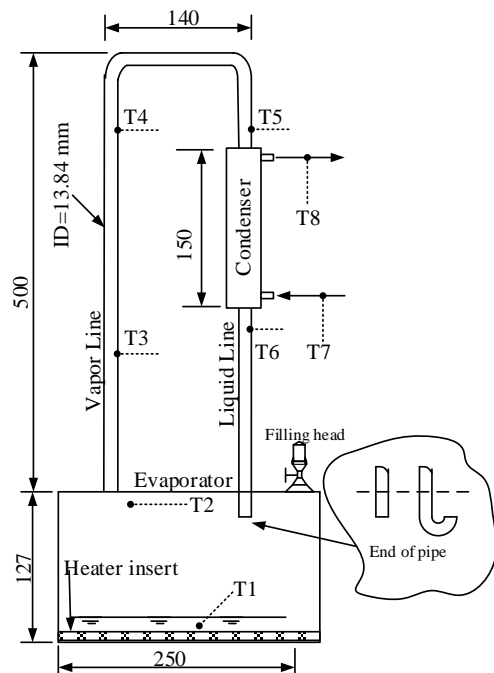 140
T4
T5
ID=13.84 mm
T8
150
Condenser
500
T3
T6
T7
Vapor Line
Liquid Line
Filling head
Evaporator
T2
End of pipe
127
Heater insert
T1
250